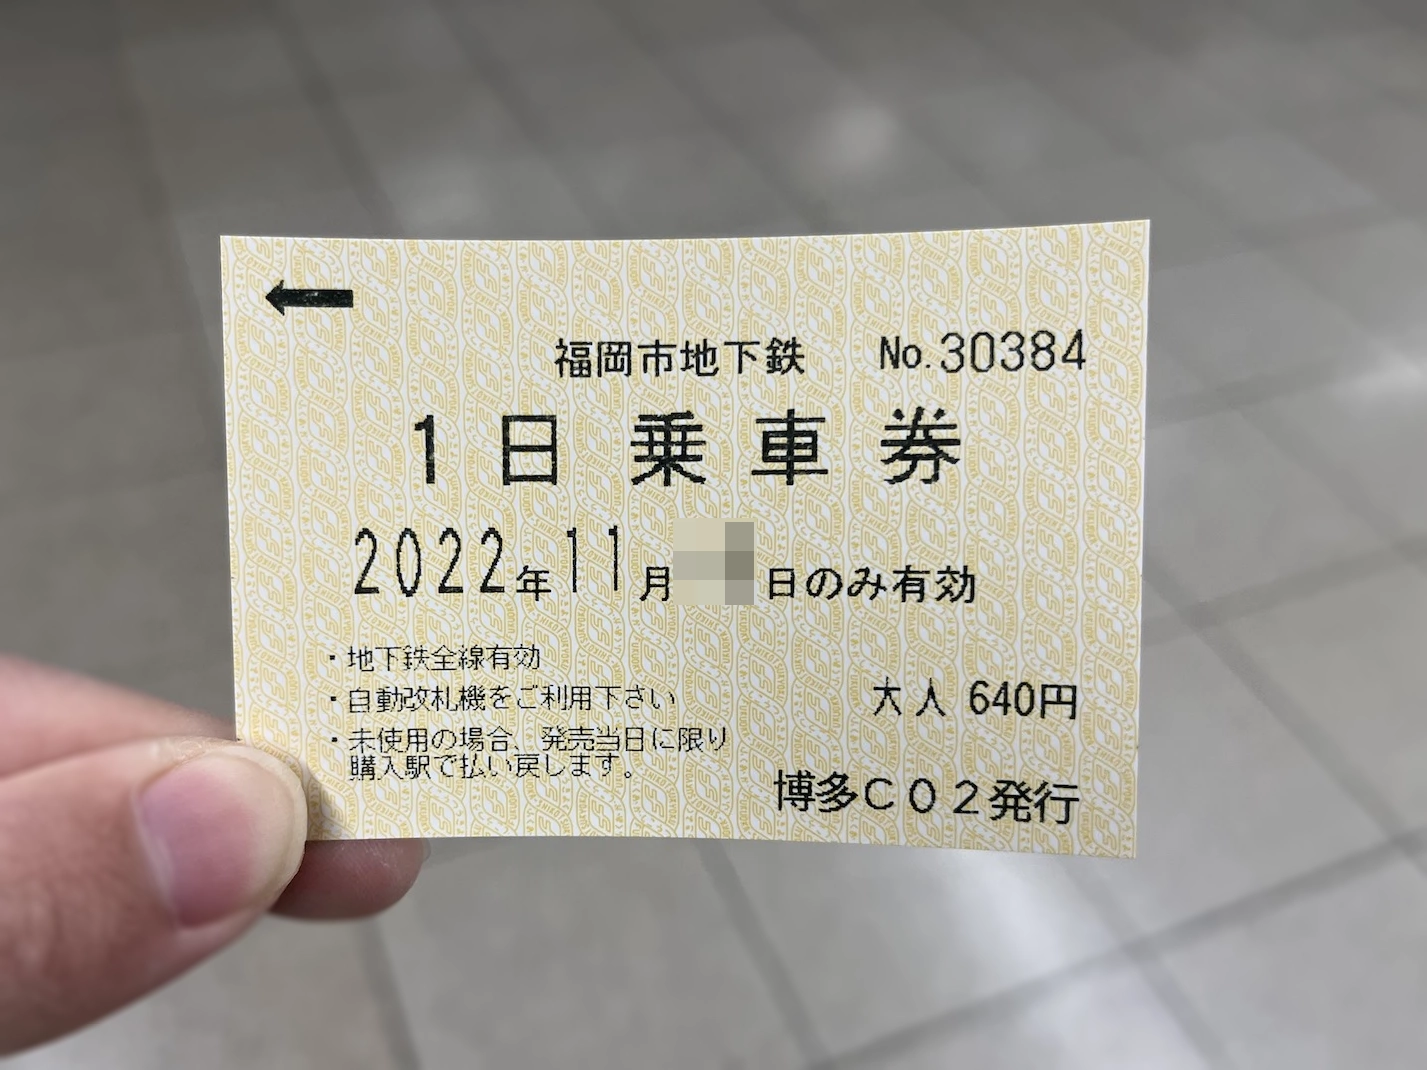 福岡市地下鉄 No.30384
1日乗車券
2022年11月 日のみ有効
・地下鉄全線有効
・自動改札機をご利用下さい
・未使用の場合、発売当日に限り
購入駅で払い戻します。
大人 640円
博多C02発行